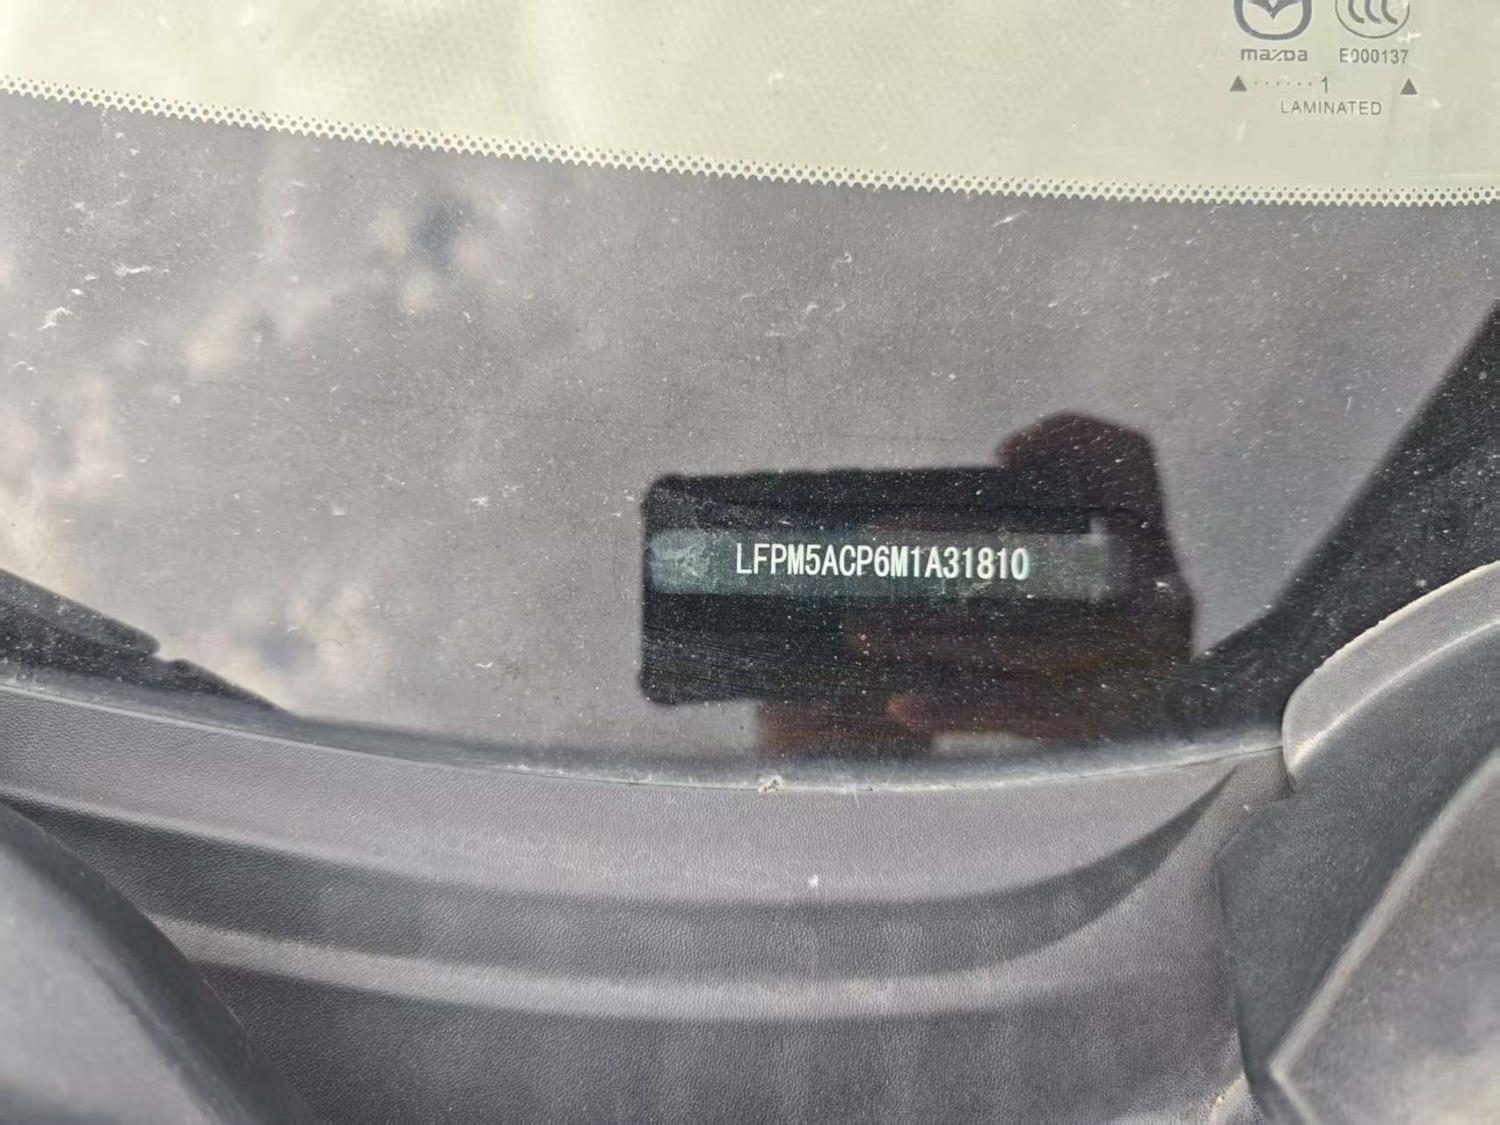 mazda
E000137
▲ ······1 ▲
LAMINATED
LFPM5ACP6M1A31810